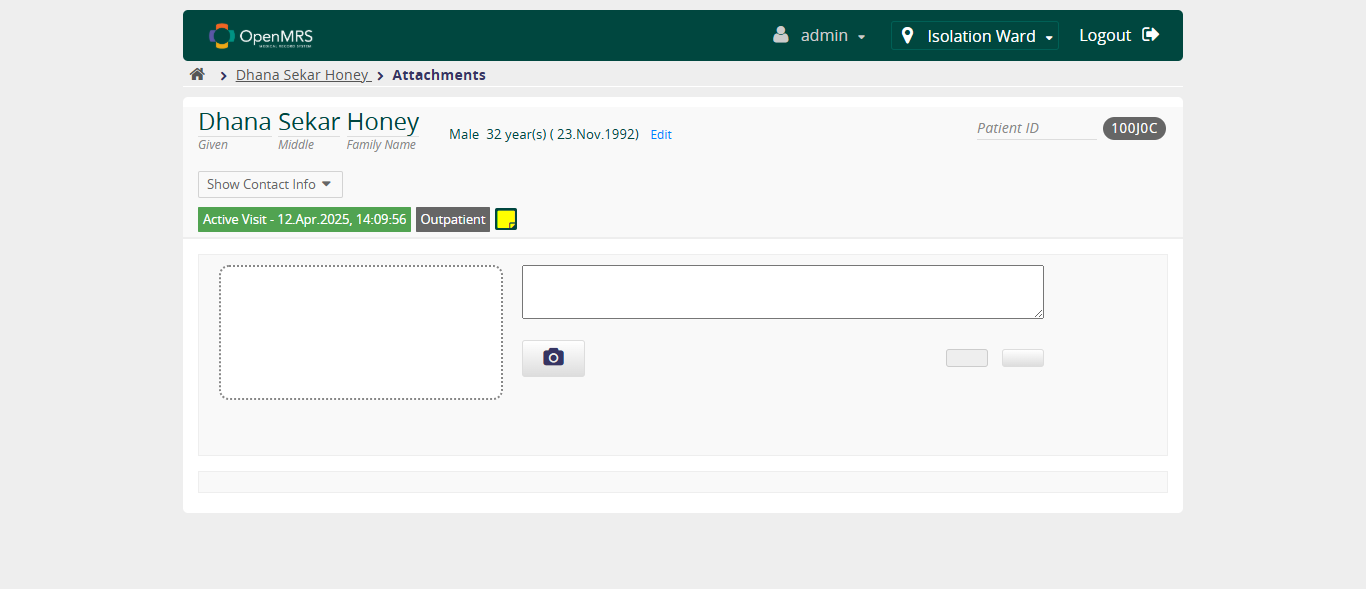 OpenMRS
MEDICAL RECORD SYSTEM
admin
Isolation Ward
Logout
Dhana Sekar Honey
Attachments
Dhana Sekar Honey
Given Middle Family Name
Male 32 year(s) ( 23.Nov.1992) Edit
Patient ID 100J0C
Show Contact Info
Active Visit - 12.Apr.2025, 14:09:56 Outpatient